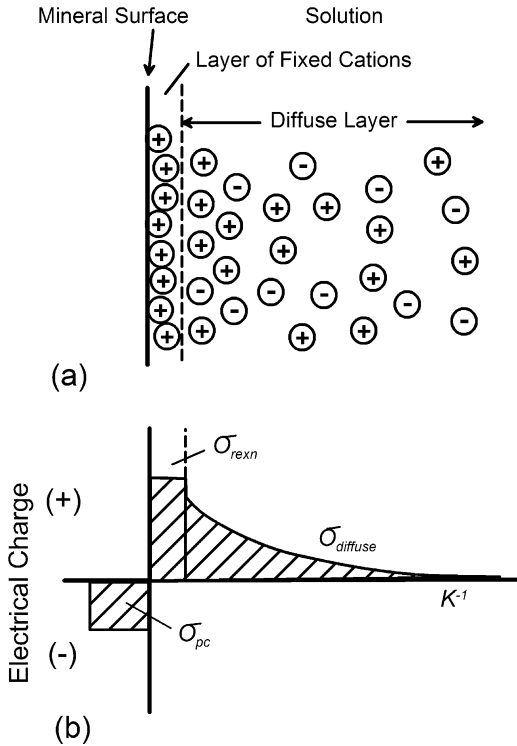 Mineral Surface
Solution
Layer of Fixed Cations
Diffuse Layer
(a)
σrexn
(+)
σdiffuse
Electrical Charge
K⁻¹
σpc
(-)
(b)